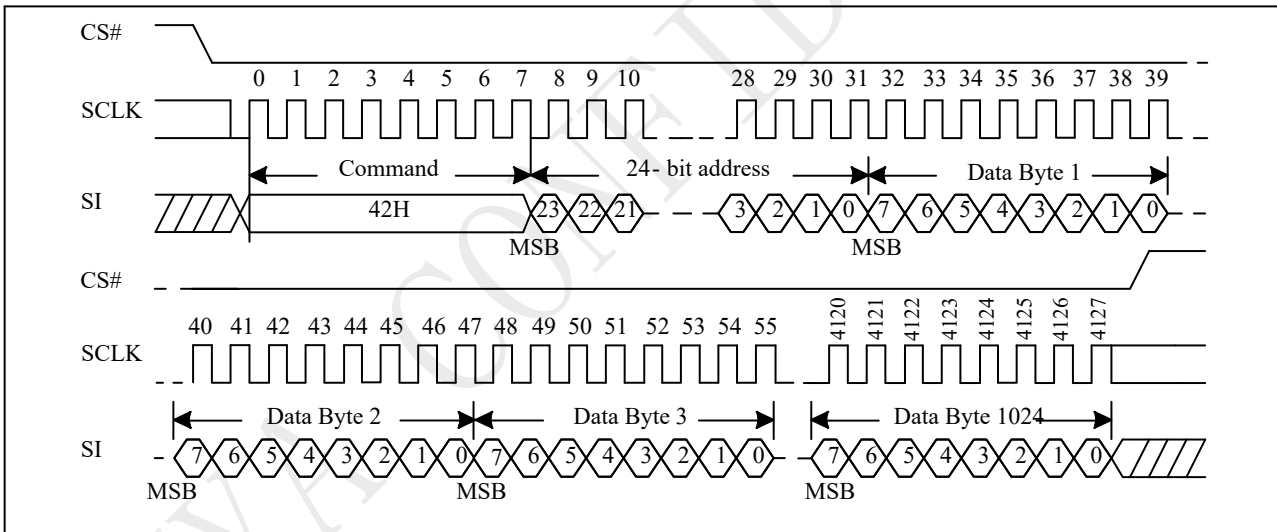 CS#
0 1 2 3 4 5 6 7 8 9 10 28 29 30 31 32 33 34 35 36 37 38 39
SCLK
Command 24- bit address Data Byte 1
SI 42H 23 22 21 3 2 1 0 7 6 5 4 3 2 1 0
MSB MSB
CS#
40 41 42 43 44 45 46 47 48 49 50 51 52 53 54 55 4120 4121 4122 4123 4124 4125 4126 4127
SCLK
Data Byte 2 Data Byte 3 Data Byte 1024
SI 7 6 5 4 3 2 1 0 7 6 5 4 3 2 1 0 7 6 5 4 3 2 1 0
MSB MSB MSB